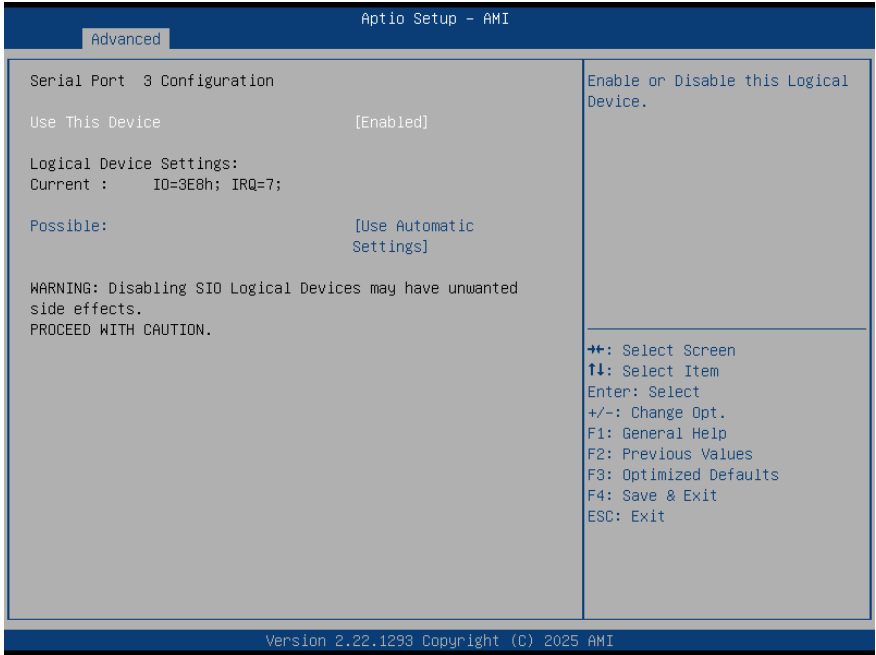 Aptio Setup – AMI
Advanced
Serial Port 3 Configuration
Use This Device [Enabled]
Logical Device Settings:
Current : IO=3E8h; IRQ=7;
Possible: [Use Automatic
Settings]
WARNING: Disabling SIO Logical Devices may have unwanted
side effects.
PROCEED WITH CAUTION.
Enable or Disable this Logical
Device.
→←: Select Screen
↑↓: Select Item
Enter: Select
+/-: Change Opt.
F1: General Help
F2: Previous Values
F3: Optimized Defaults
F4: Save & Exit
ESC: Exit
Version 2.22.1293 Copyright (C) 2025 AMI